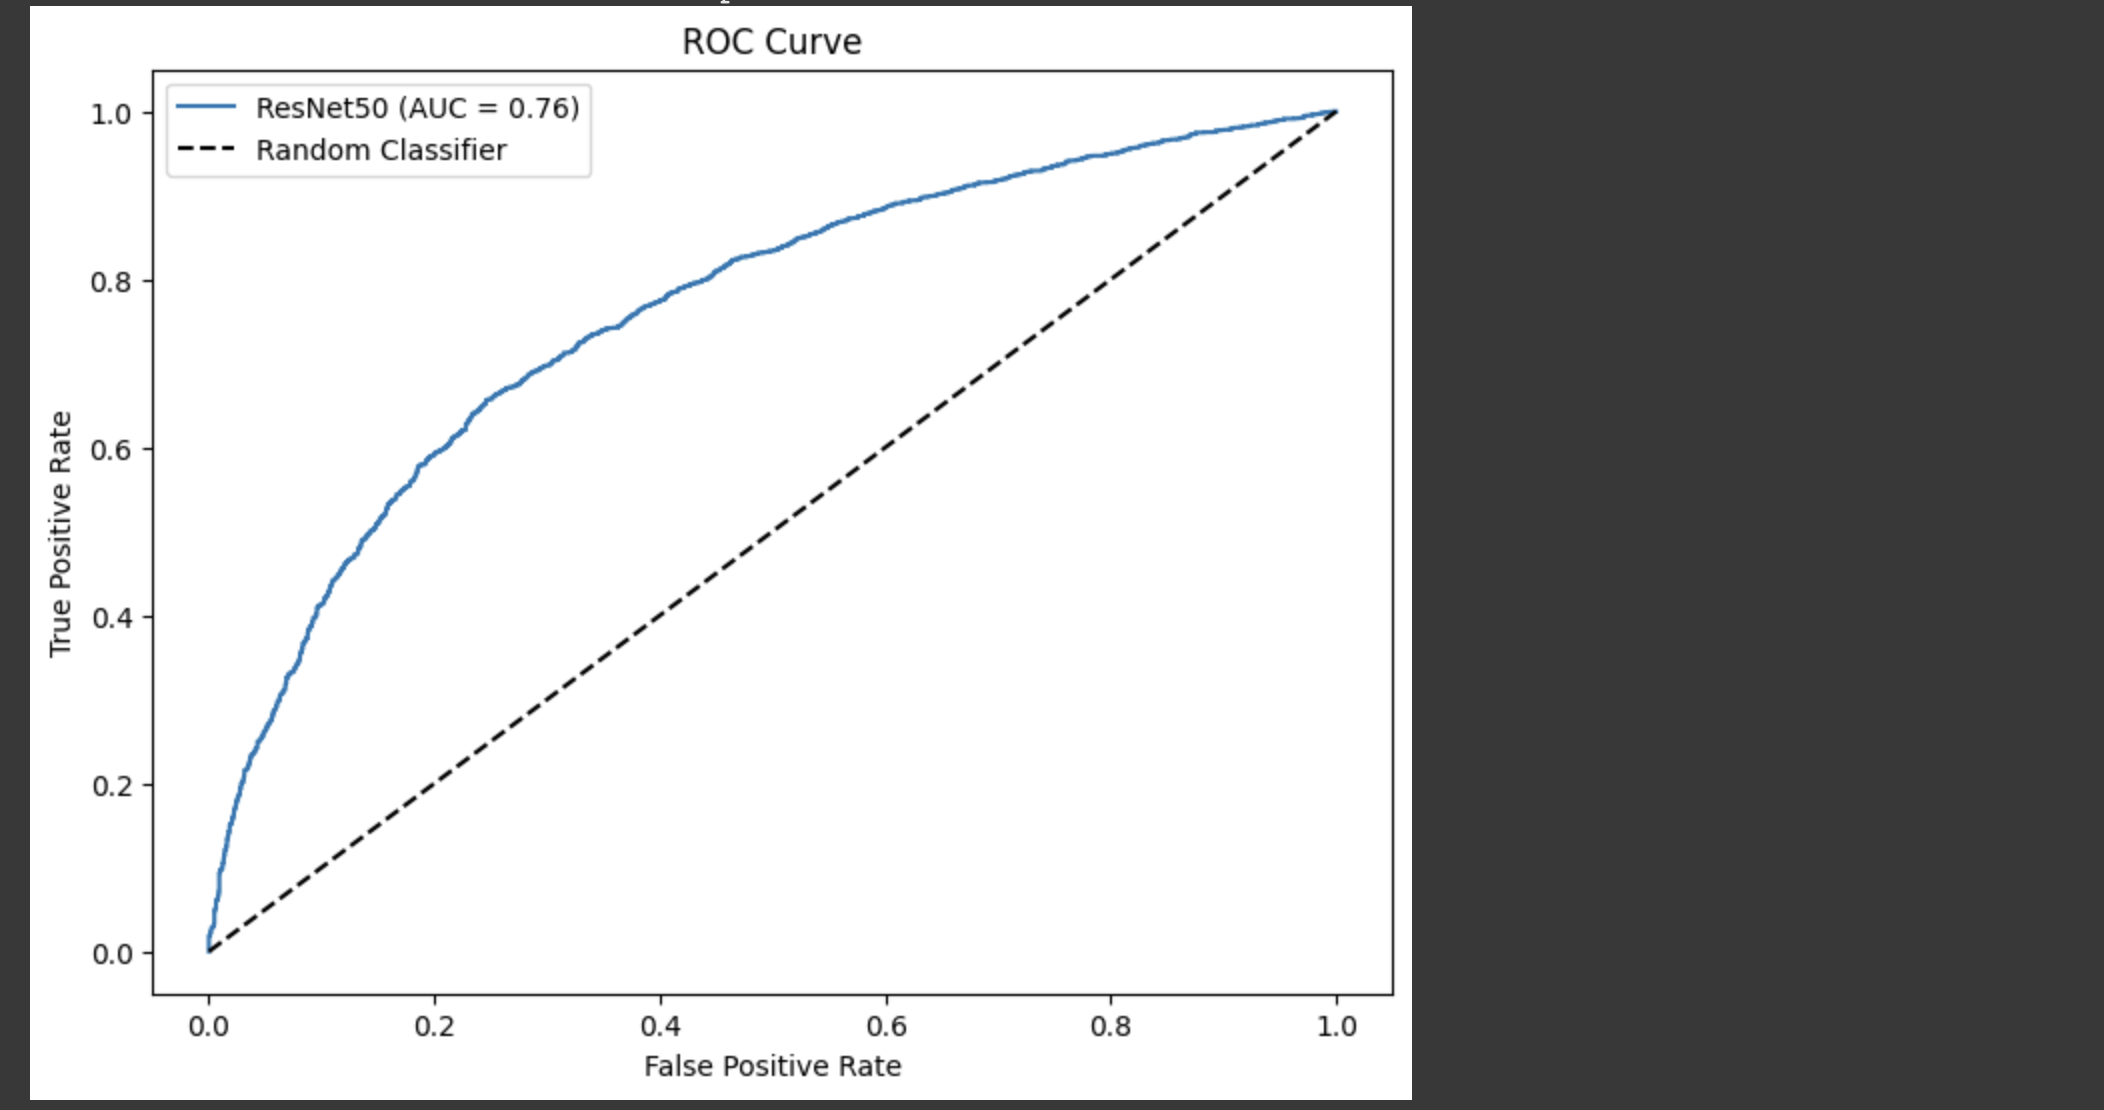 ROC Curve
ResNet50 (AUC = 0.76)
Random Classifier
1.0
0.8
0.6
0.4
0.2
0.0
True Positive Rate
0.0 0.2 0.4 0.6 0.8 1.0
False Positive Rate